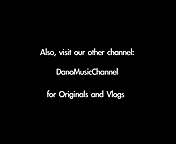 Also, visit our other channel:
DanoMusicChannel
for Originals and Vlogs